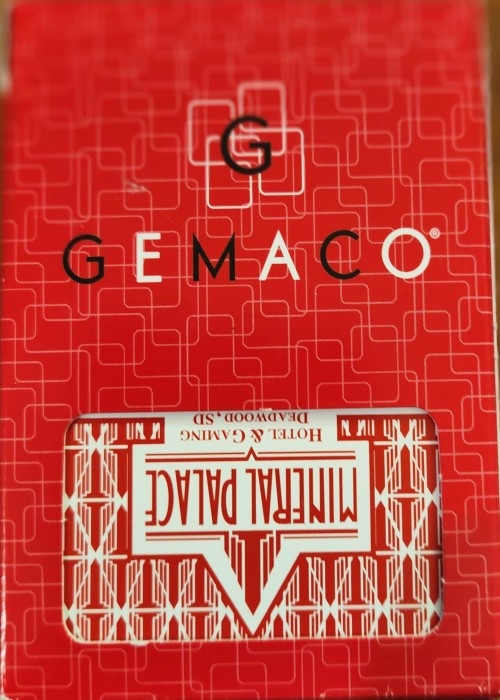 G
GEMACO®
MINERAL PALACE
HOTEL & GAMING
DEADWOOD, SD